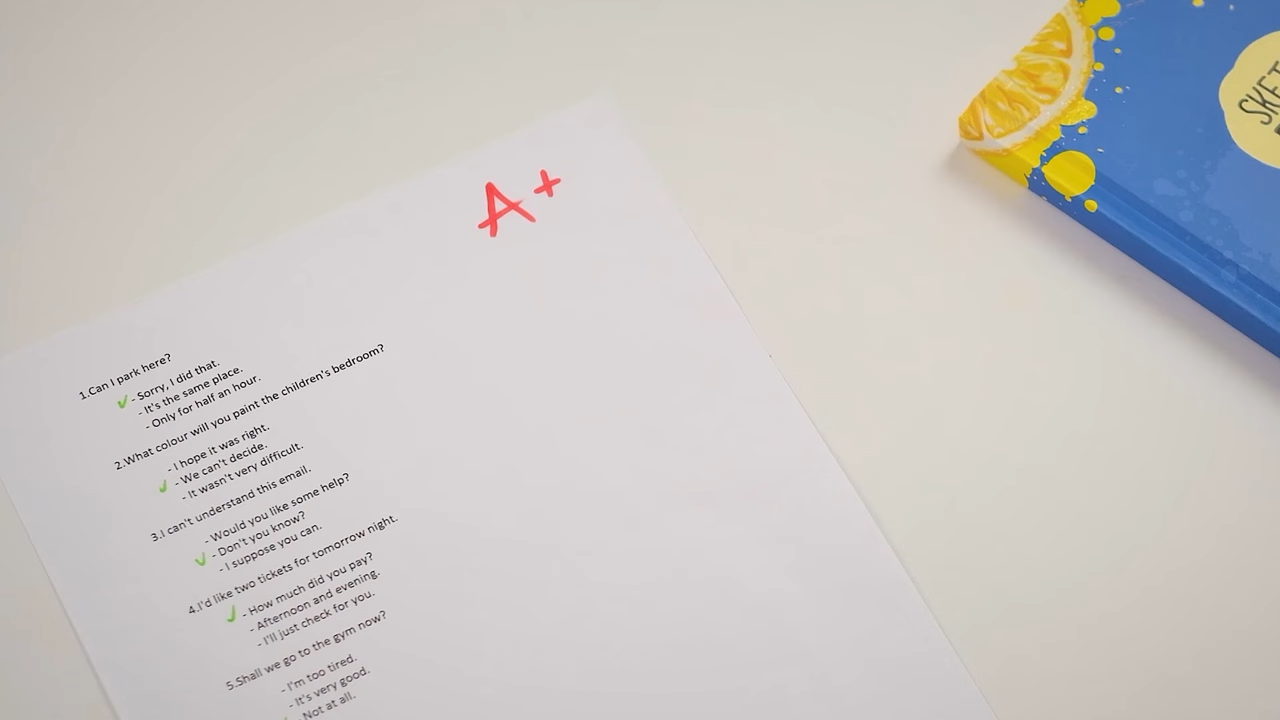 A+
1.Can I park here?
- Sorry, I did that.
- It's the same place.
- Only for half an hour.
2.What colour will you paint the children's bedroom?
- I hope it was right.
- We can't decide.
- It wasn't very difficult.
3.I can't understand this email.
- Would you like some help?
- Don't you know?
- I suppose you can.
4.I'd like two tickets for tomorrow night.
- How much did you pay?
- Afternoon and evening.
- I'll just check for you.
5.Shall we go to the gym now?
- I'm too tired.
- It's very good.
- Not at all.